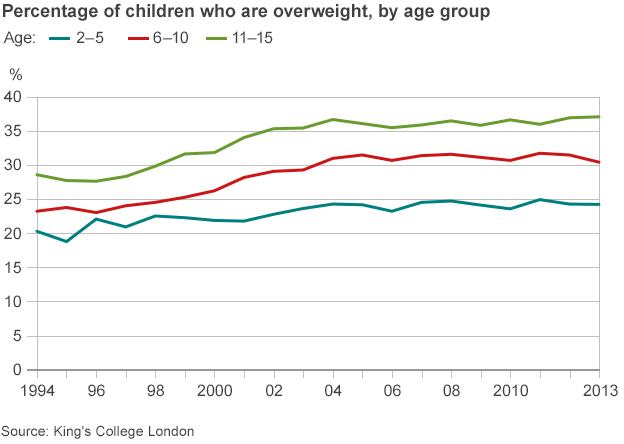 Percentage of children who are overweight, by age group
Age: 2–5 6–10 11–15
%
40
35
30
25
20
15
10
5
0
1994 96 98 2000 02 04 06 08 2010 2013
Source: King's College London